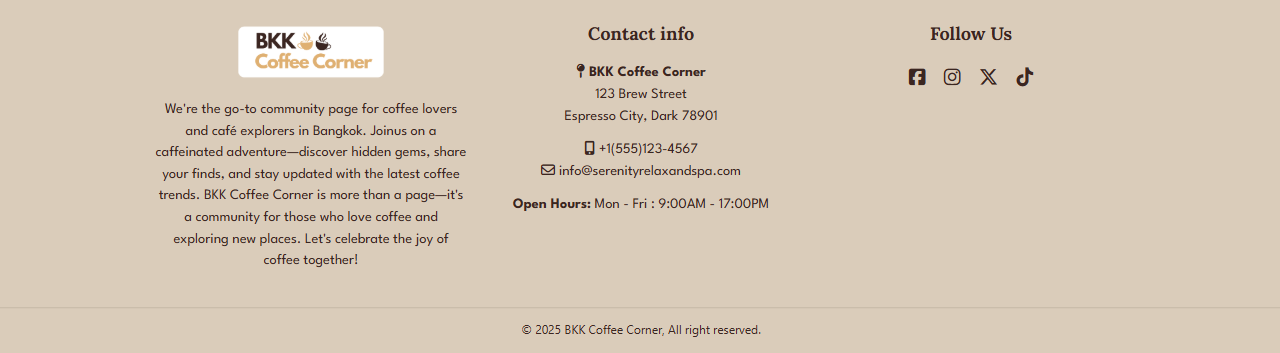 BKK
Coffee Corner
We're the go-to community page for coffee lovers
and café explorers in Bangkok. Joinus on a
caffeinated adventure—discover hidden gems, share
your finds, and stay updated with the latest coffee
trends. BKK Coffee Corner is more than a page—it's
a community for those who love coffee and
exploring new places. Let's celebrate the joy of
coffee together!
Contact info
BKK Coffee Corner
123 Brew Street
Espresso City, Dark 78901
+1(555)123-4567
info@serenityrelaxandspa.com
Open Hours: Mon - Fri : 9:00AM - 17:00PM
Follow Us
© 2025 BKK Coffee Corner, All right reserved.